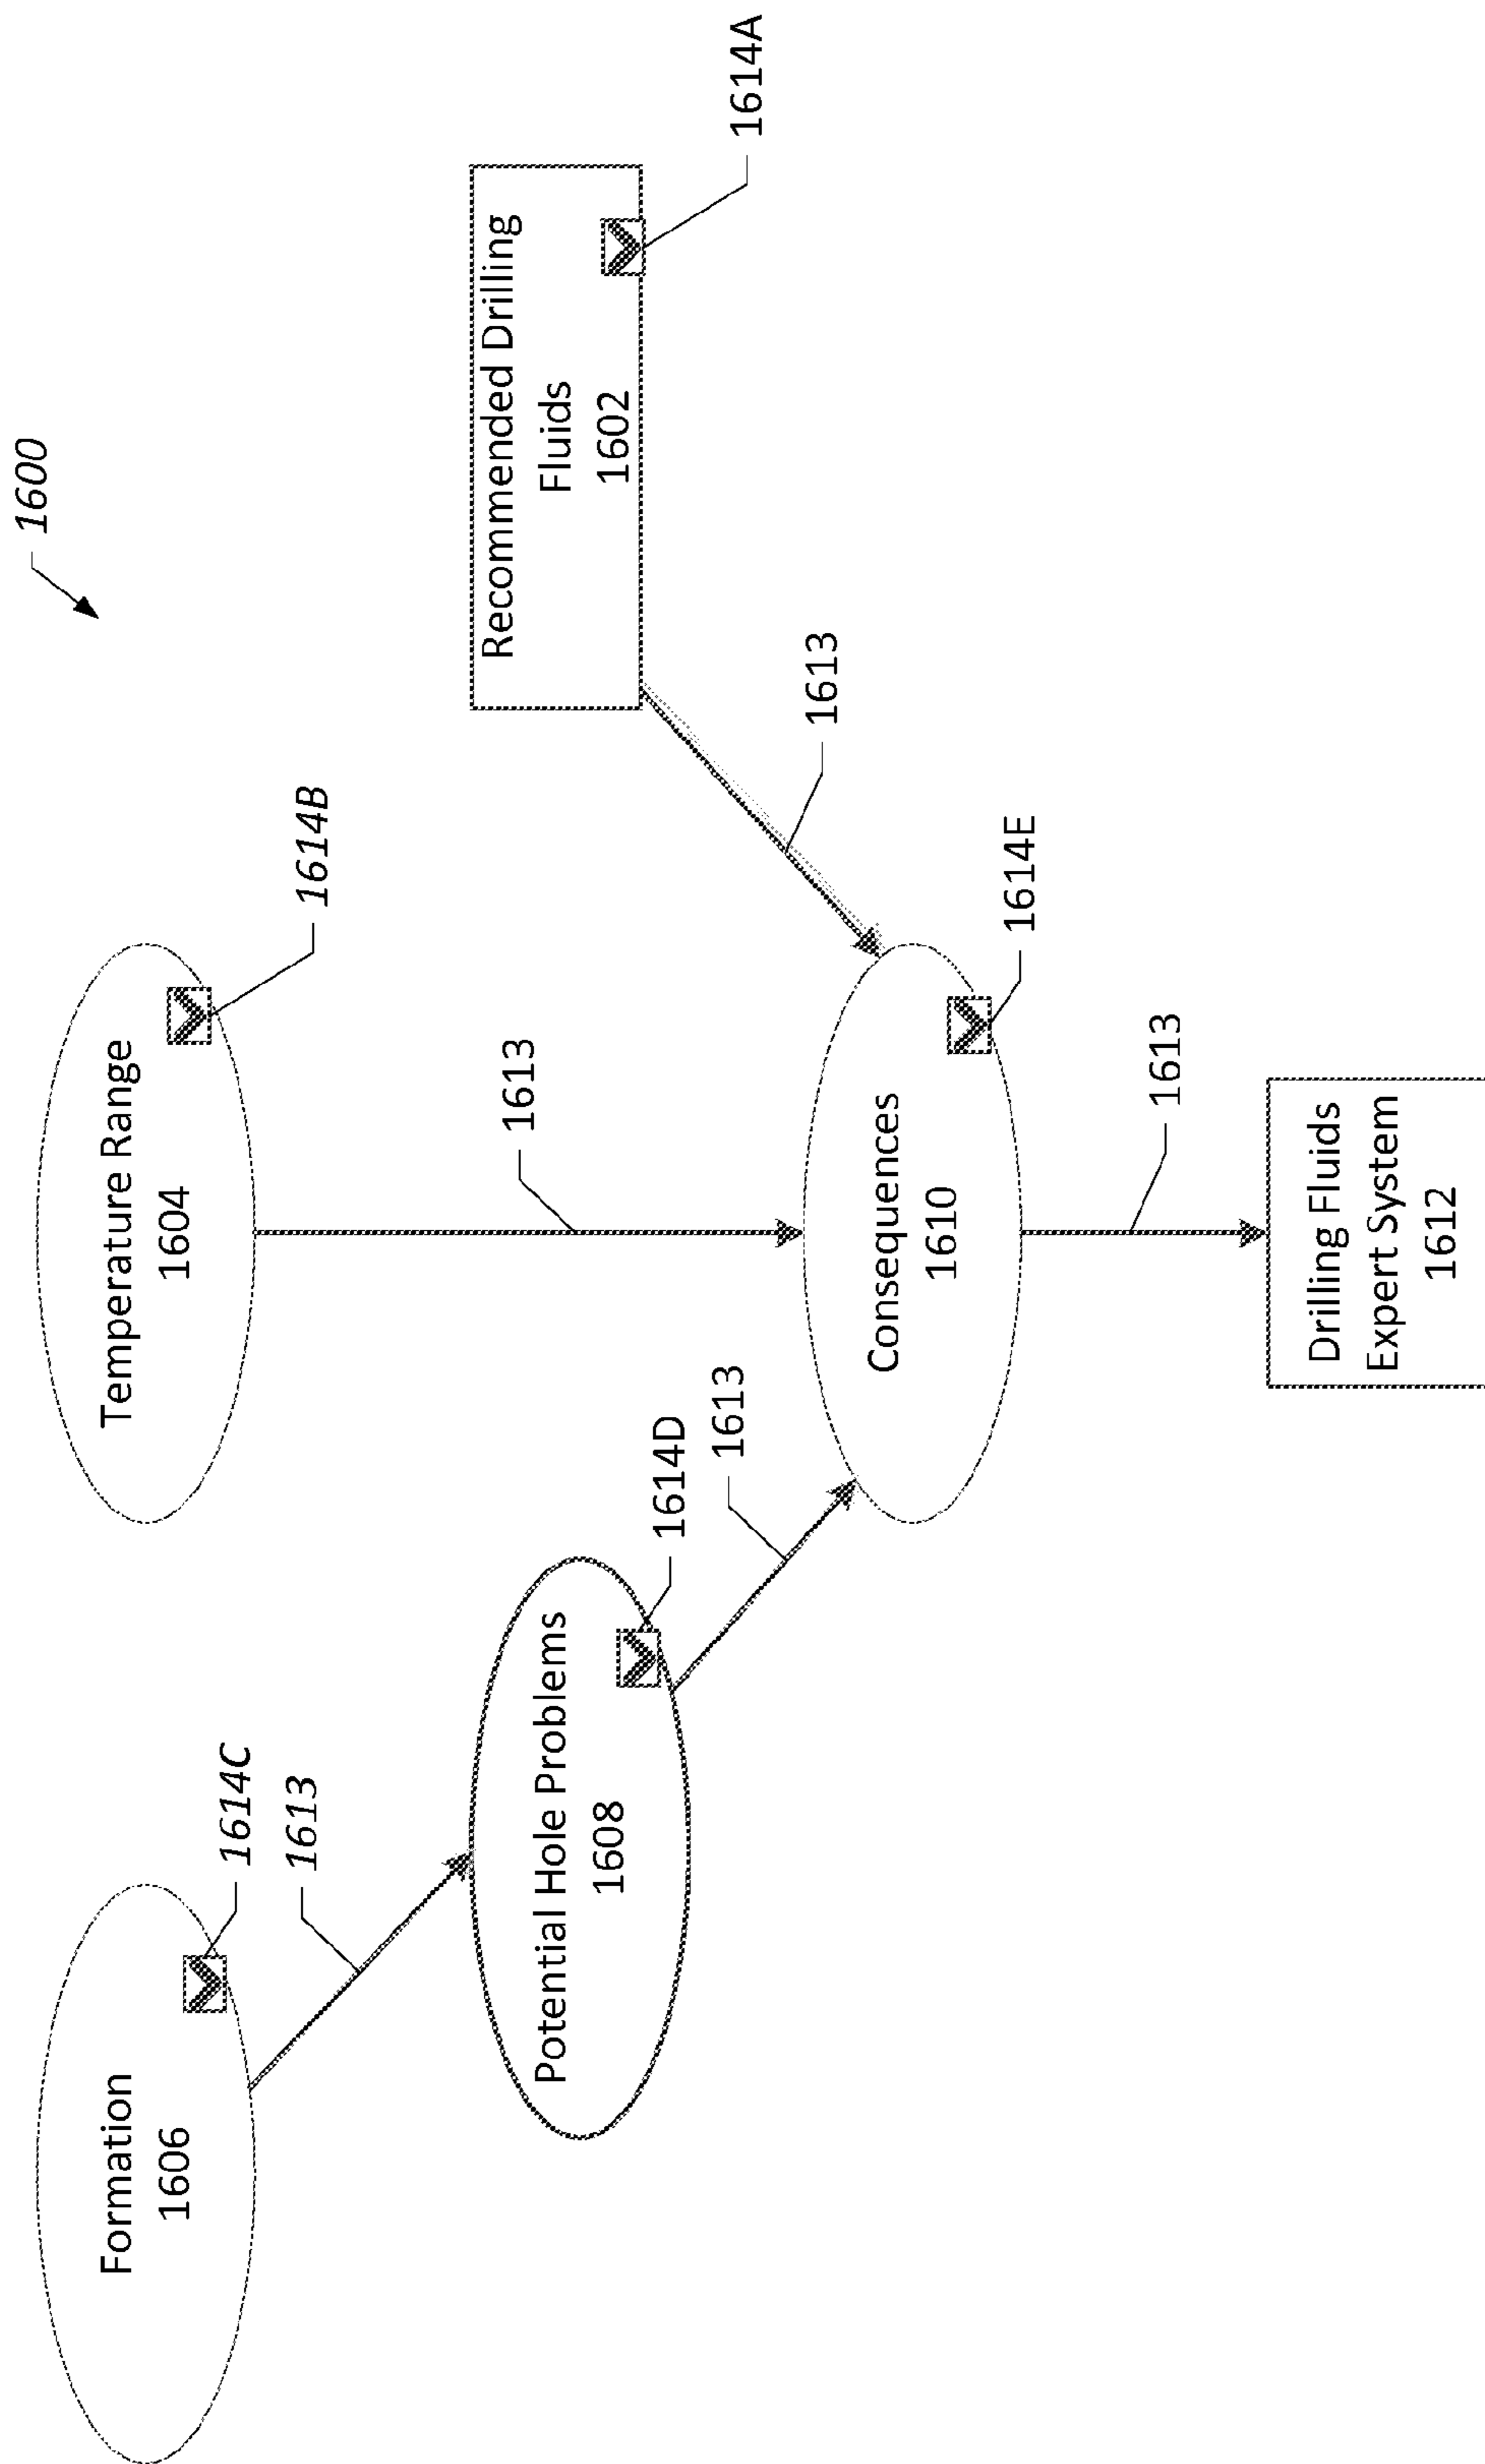 1600
Formation
1606
1614C
1613
Temperature Range
1604
1614B
1613
Potential Hole Problems
1608
1614D
1613
Recommended Drilling
Fluids
1602
1614A
1613
Consequences
1610
1614E
1613
Drilling Fluids
Expert System
1612